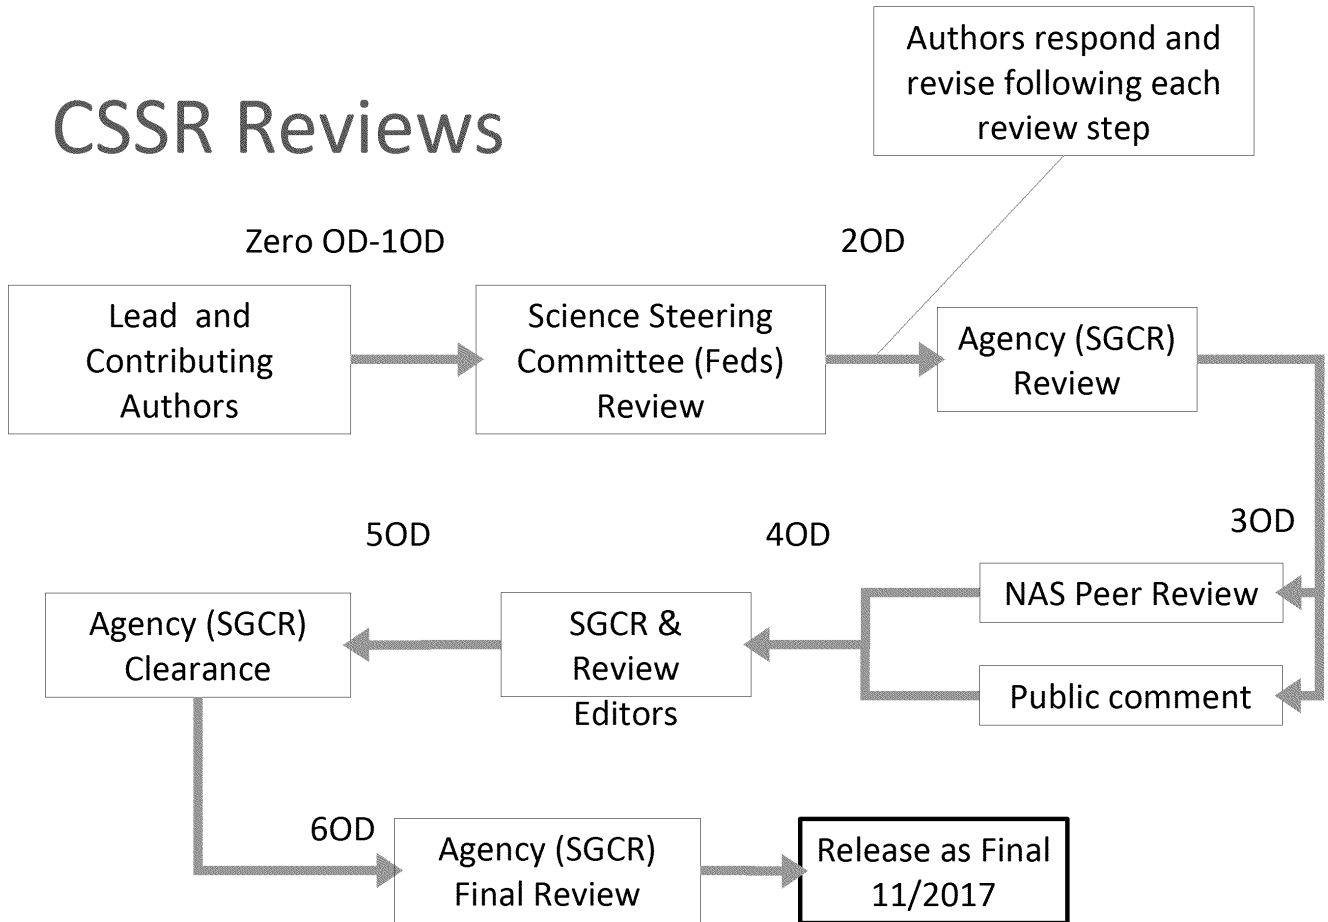 CSSR Reviews
Authors respond and
revise following each
review step
Zero OD-1OD
2OD
Lead and
Contributing
Authors
Science Steering
Committee (Feds)
Review
Agency (SGCR)
Review
3OD
NAS Peer Review
Public comment
4OD
SGCR &
Review
Editors
5OD
Agency (SGCR)
Clearance
6OD
Agency (SGCR)
Final Review
Release as Final
11/2017